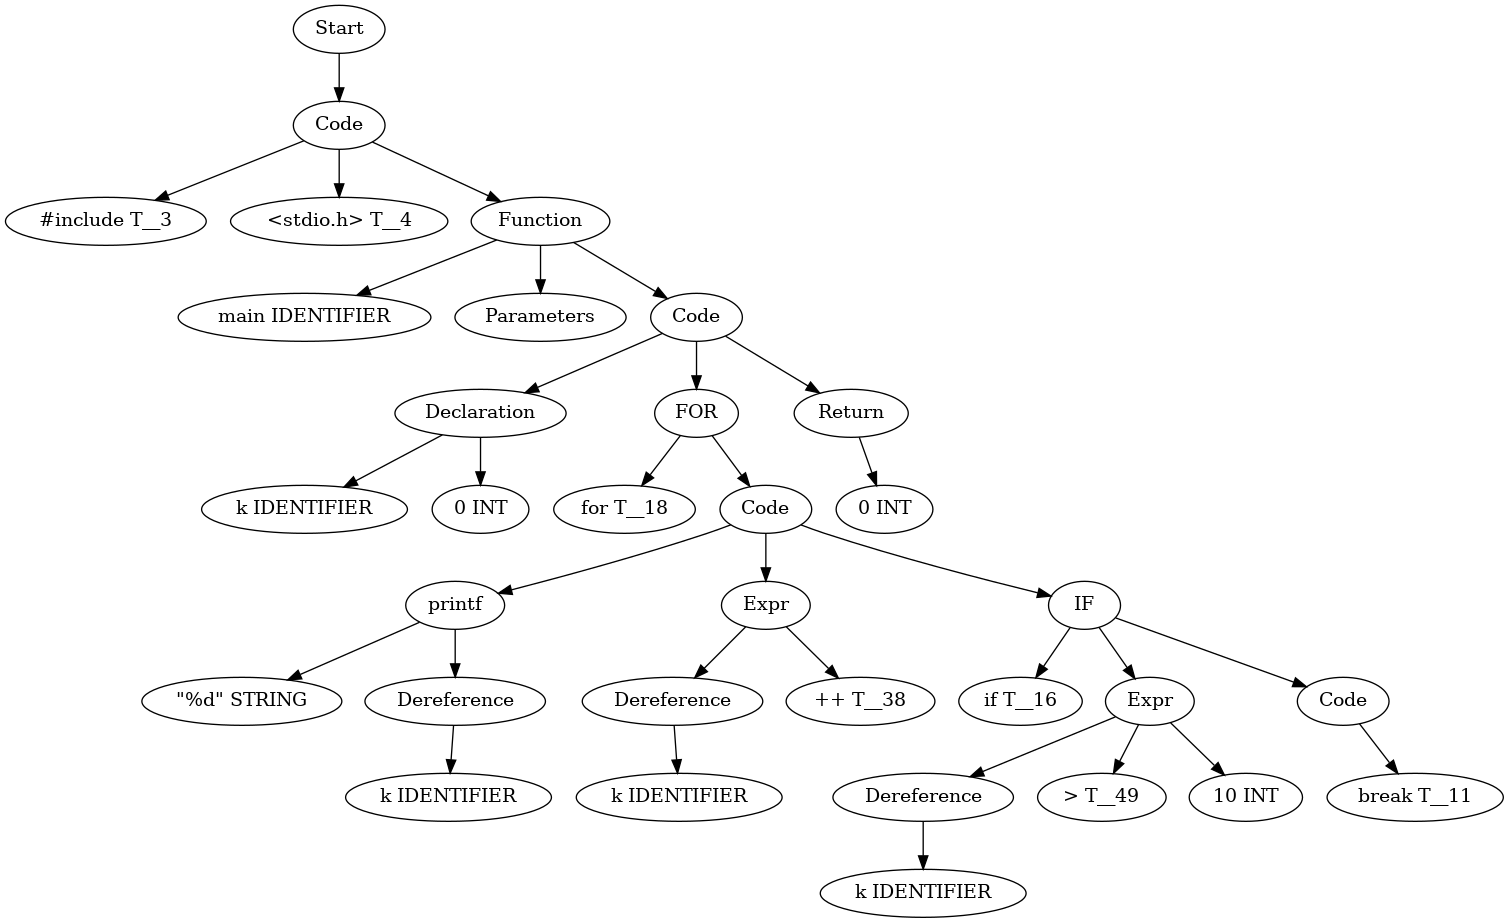 Start
Code
#include T__3
<stdio.h> T__4
Function
main IDENTIFIER
Parameters
Code
Declaration
FOR
Return
k IDENTIFIER
0 INT
for T__18
Code
0 INT
printf
Expr
IF
"%d" STRING
Dereference
Dereference
++ T__38
if T__16
Expr
Code
k IDENTIFIER
k IDENTIFIER
Dereference
> T__49
10 INT
break T__11
k IDENTIFIER